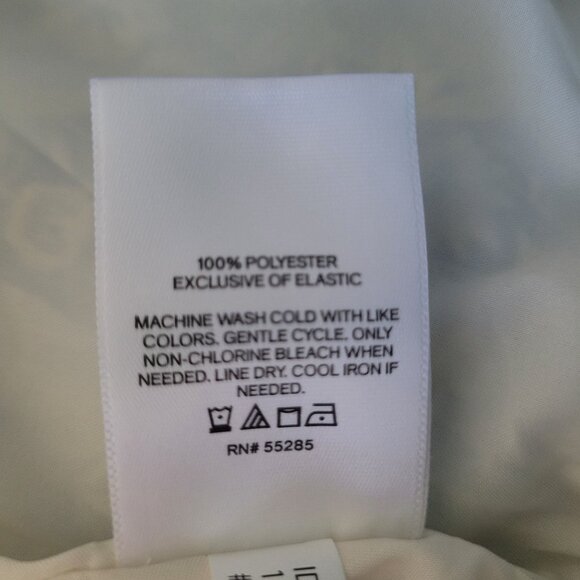 100% POLYESTER
EXCLUSIVE OF ELASTIC
MACHINE WASH COLD WITH LIKE
COLORS. GENTLE CYCLE. ONLY
NON-CHLORINE BLEACH WHEN
NEEDED. LINE DRY. COOL IRON IF
NEEDED.
RN# 55285